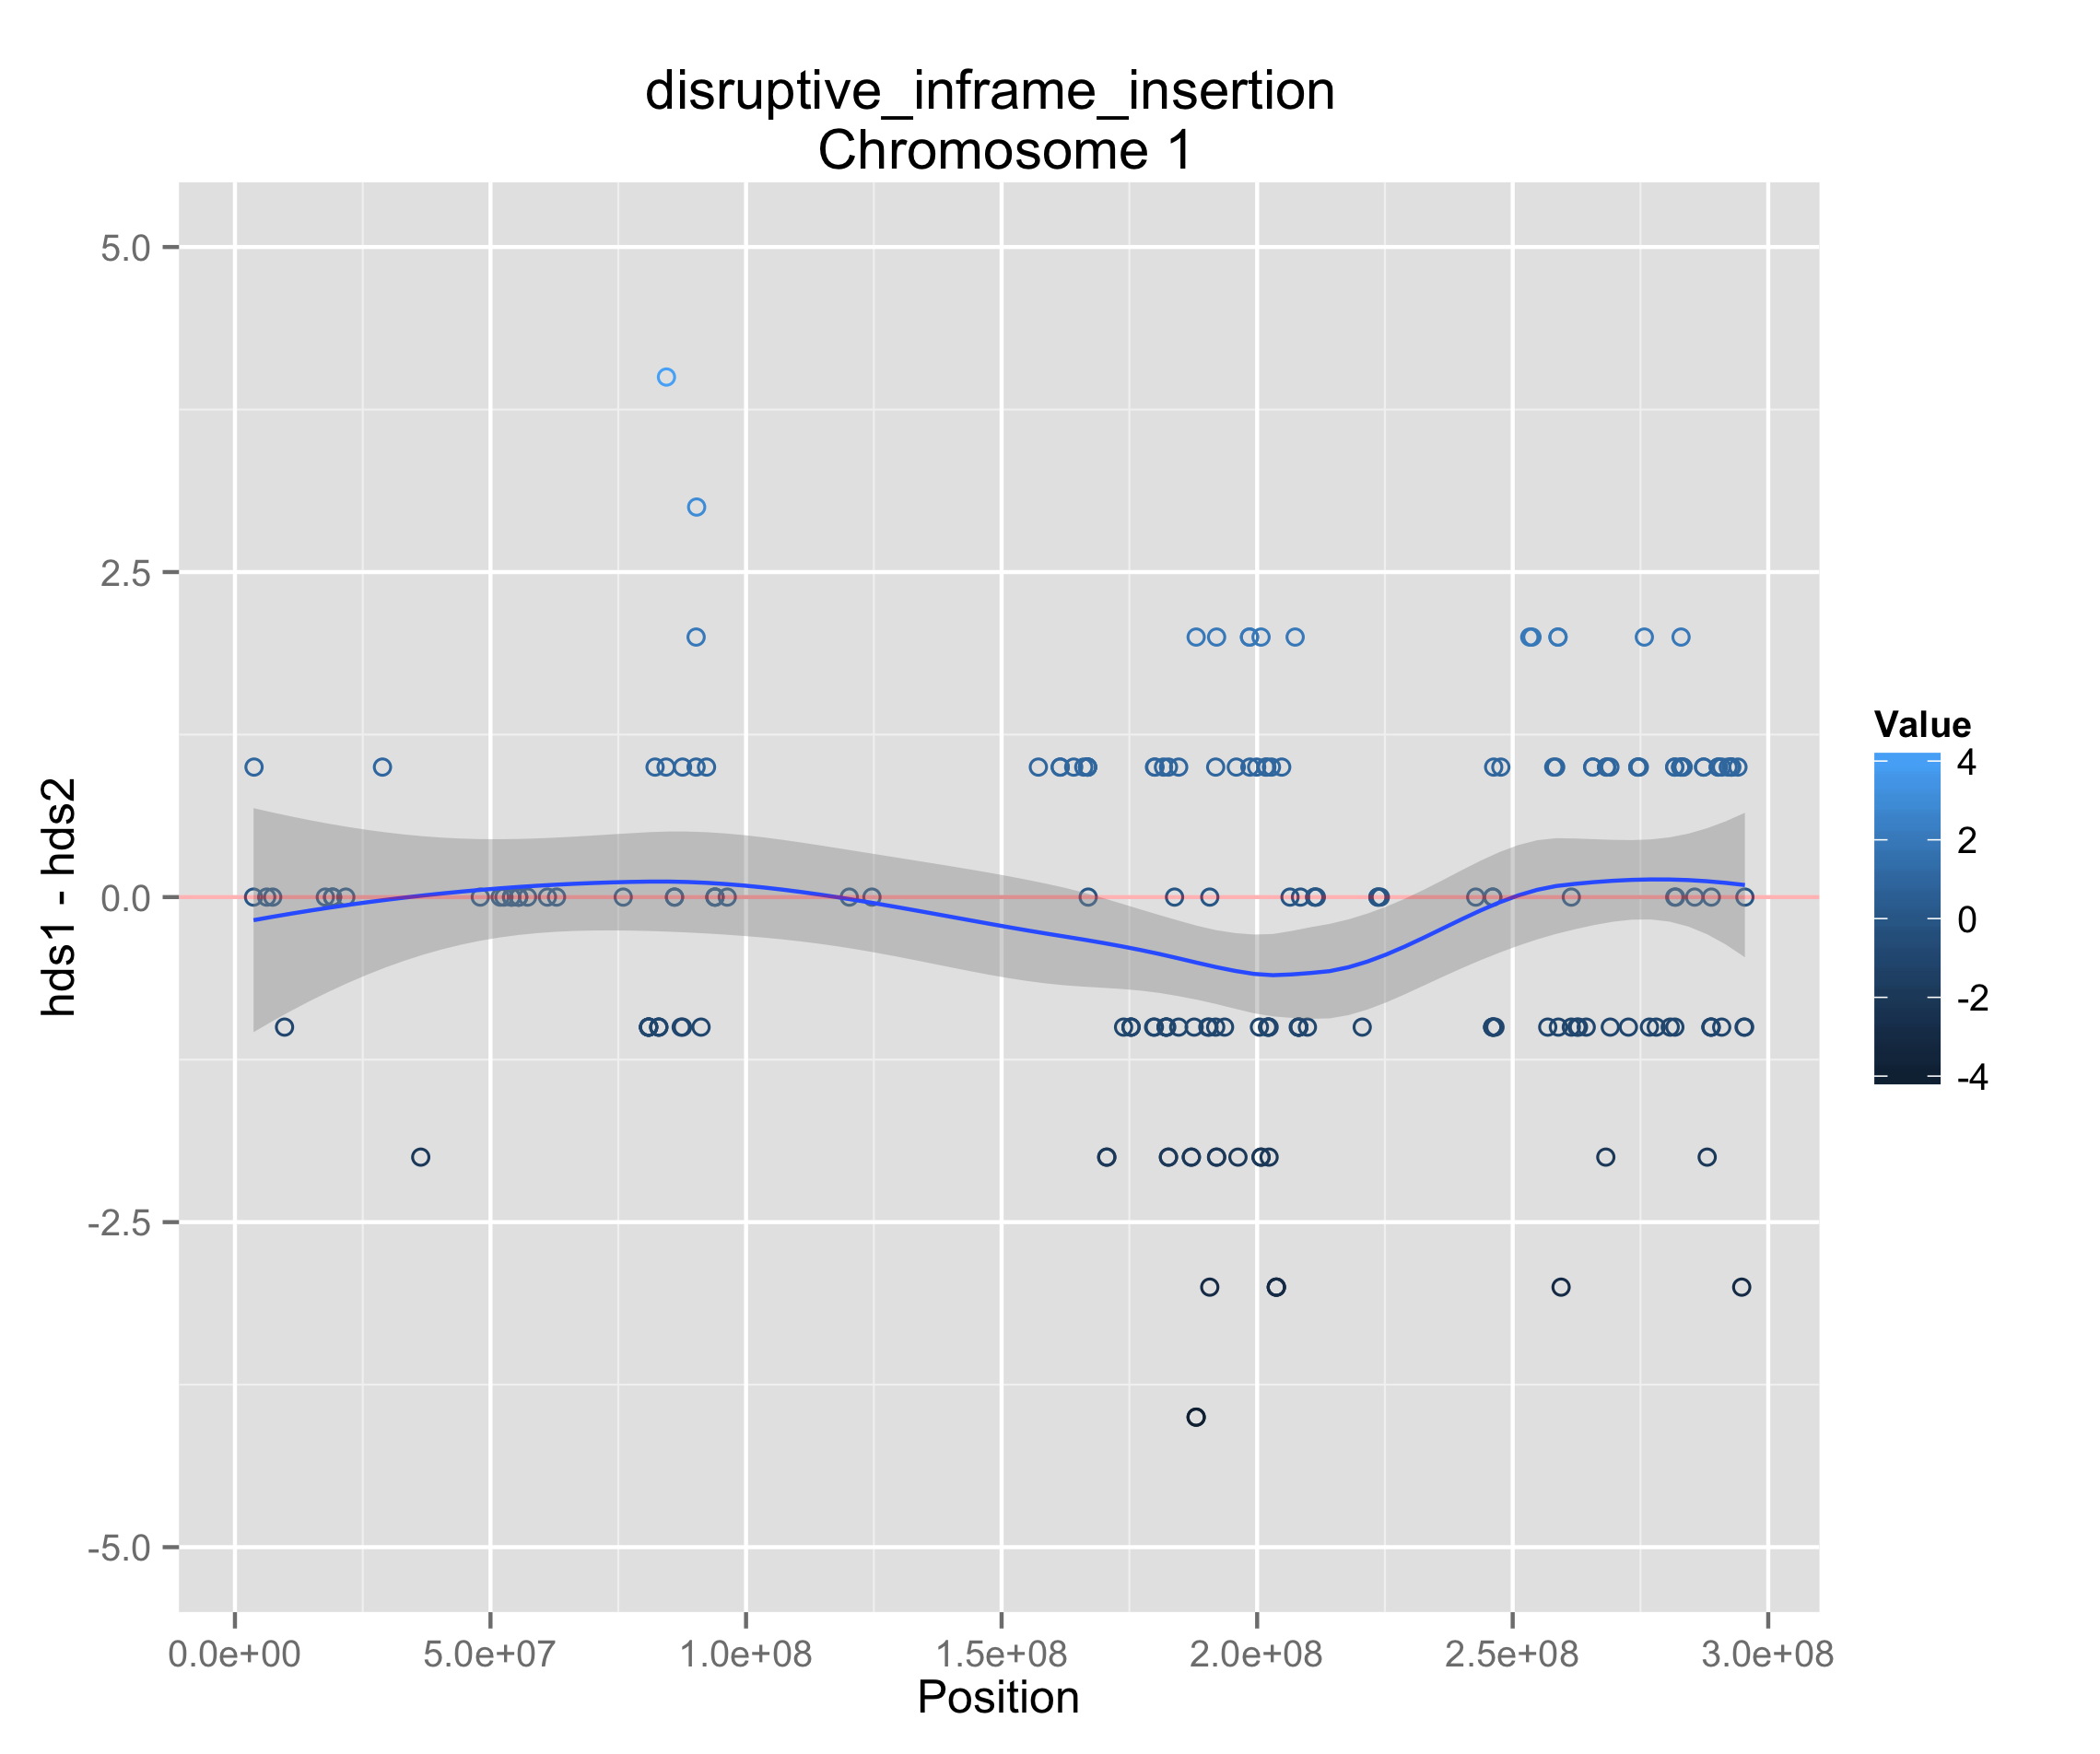 disruptive_inframe_insertion
Chromosome 1
5.0
2.5
0.0
-2.5
-5.0
hds1 - hds2
0.0e+00 5.0e+07 1.0e+08 1.5e+08 2.0e+08 2.5e+08 3.0e+08
Position
Value
4
2
0
-2
-4